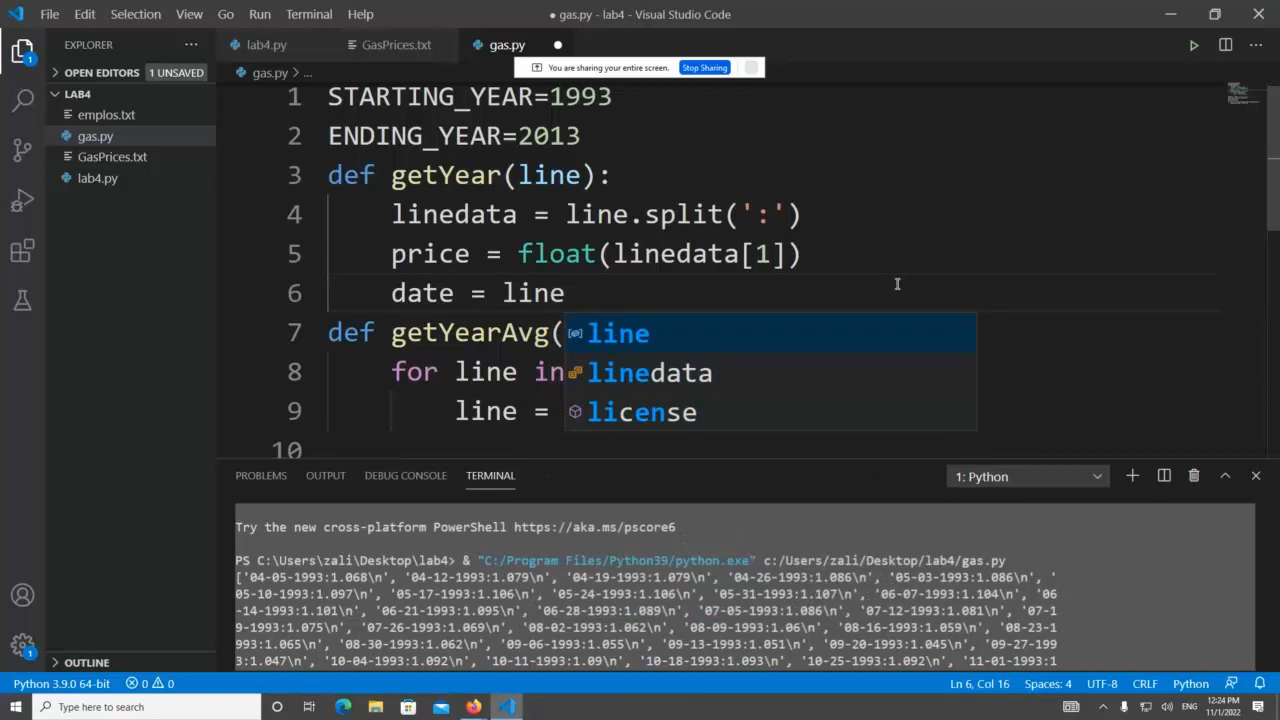 File Edit Selection View Go Run Terminal Help
● gas.py - lab4 - Visual Studio Code
EXPLORER
lab4.py GasPrices.txt gas.py
You are sharing your entire screen. Stop Sharing
OPEN EDITORS 1 UNSAVED
gas.py > ...
LAB4
emplos.txt
gas.py
GasPrices.txt
lab4.py
1 STARTING_YEAR=1993
2 ENDING_YEAR=2013
3 def getYear(line):
4 linedata = line.split(':')
5 price = float(linedata[1])
6 date = line
7 def getYearAvg(
8 for line in
9 line =
10
line
linedata
license
PROBLEMS OUTPUT DEBUG CONSOLE TERMINAL
1: Python
Try the new cross-platform PowerShell https://aka.ms/pscore6
PS C:\Users\zali\Desktop\lab4> & "C:/Program Files/Python39/python.exe" c:/Users/zali/Desktop/lab4/gas.py
['04-05-1993:1.068\n', '04-12-1993:1.079\n', '04-19-1993:1.079\n', '04-26-1993:1.086\n', '05-03-1993:1.086\n', '
05-10-1993:1.097\n', '05-17-1993:1.106\n', '05-24-1993:1.106\n', '05-31-1993:1.107\n', '06-07-1993:1.104\n', '06
-14-1993:1.101\n', '06-21-1993:1.095\n', '06-28-1993:1.089\n', '07-05-1993:1.086\n', '07-12-1993:1.081\n', '07-1
9-1993:1.075\n', '07-26-1993:1.069\n', '08-02-1993:1.062\n', '08-09-1993:1.06\n', '08-16-1993:1.059\n', '08-23-1
993:1.065\n', '08-30-1993:1.062\n', '09-06-1993:1.055\n', '09-13-1993:1.051\n', '09-20-1993:1.045\n', '09-27-199
3:1.047\n', '10-04-1993:1.092\n', '10-11-1993:1.09\n', '10-18-1993:1.093\n', '10-25-1993:1.092\n', '11-01-1993:1
OUTLINE
Python 3.9.0 64-bit 0 0 Ln 6, Col 16 Spaces: 4 UTF-8 CRLF Python
1
1
Type here to search
ENG
12:24 PM
11/1/2022